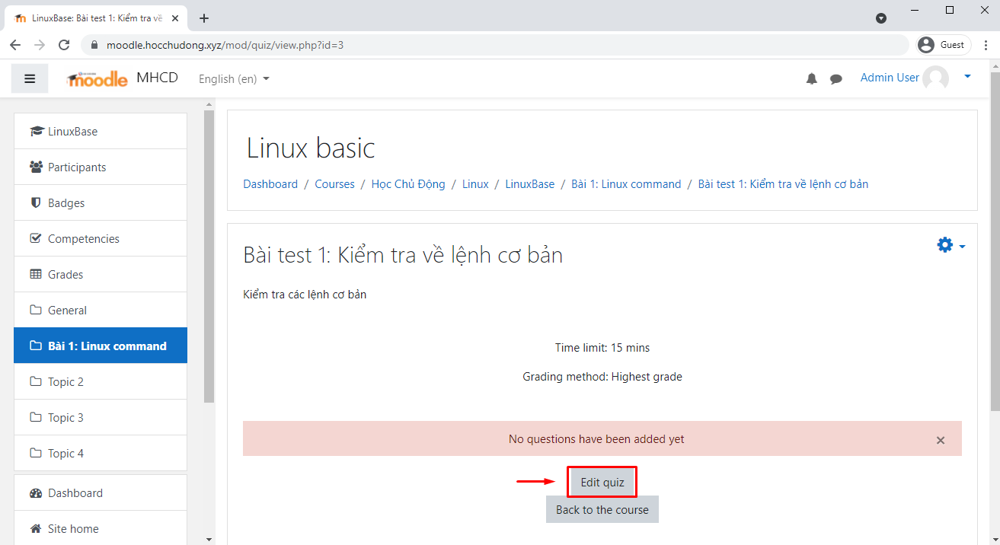 LinuxBase: Bài test 1: Kiểm tra về
moodle.hocchudong.xyz/mod/quiz/view.php?id=3
Guest
moodle MHCD English (en)
Admin User
LinuxBase
Participants
Badges
Competencies
Grades
General
Bài 1: Linux command
Topic 2
Topic 3
Topic 4
Dashboard
Site home
Linux basic
Dashboard / Courses / Học Chủ Động / Linux / LinuxBase / Bài 1: Linux command / Bài test 1: Kiểm tra về lệnh cơ bản
Bài test 1: Kiểm tra về lệnh cơ bản
Kiểm tra các lệnh cơ bản
Time limit: 15 mins
Grading method: Highest grade
No questions have been added yet
Edit quiz
Back to the course